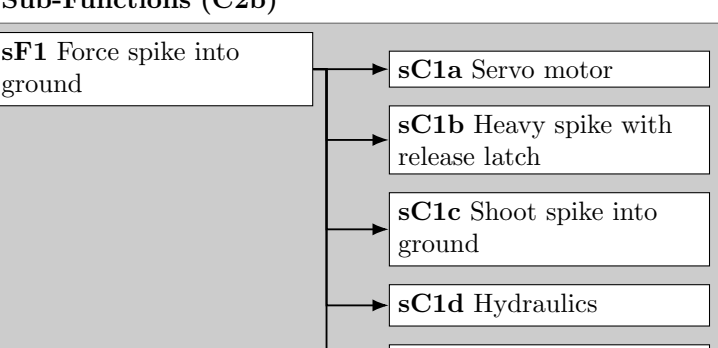 Sub-Functions (C2b)
sF1 Force spike into
ground
sC1a Servo motor
sC1b Heavy spike with
release latch
sC1c Shoot spike into
ground
sC1d Hydraulics